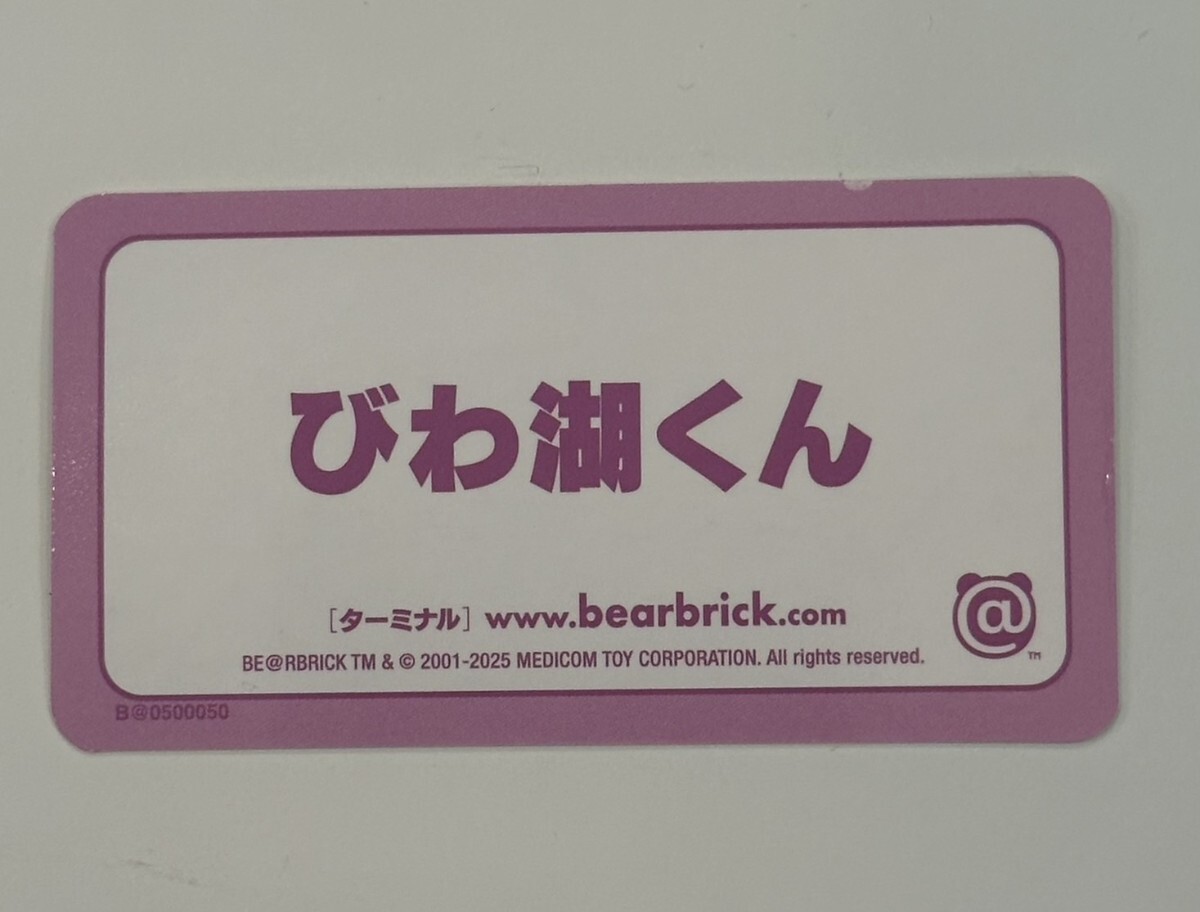 びわ湖くん
[ターミナル] www.bearbrick.com
BE@RBRICK TM & © 2001-2025 MEDICOM TOY CORPORATION. All rights reserved.
@ TM
B@0500050